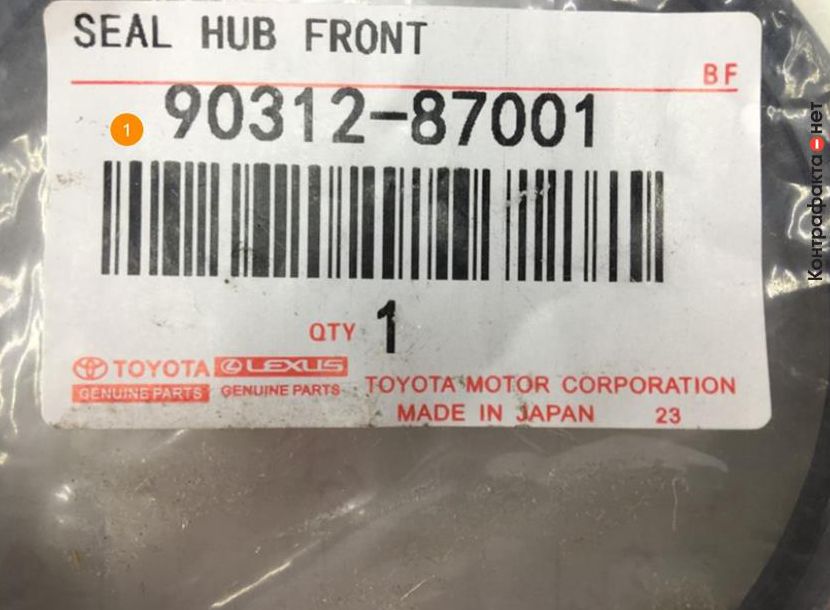 SEAL HUB FRONT
BF
1
90312-87001
QTY 1
TOYOTA LEXUS
GENUINE PARTS GENUINE PARTS
TOYOTA MOTOR CORPORATION
MADE IN JAPAN 23
Контрафакта-нет